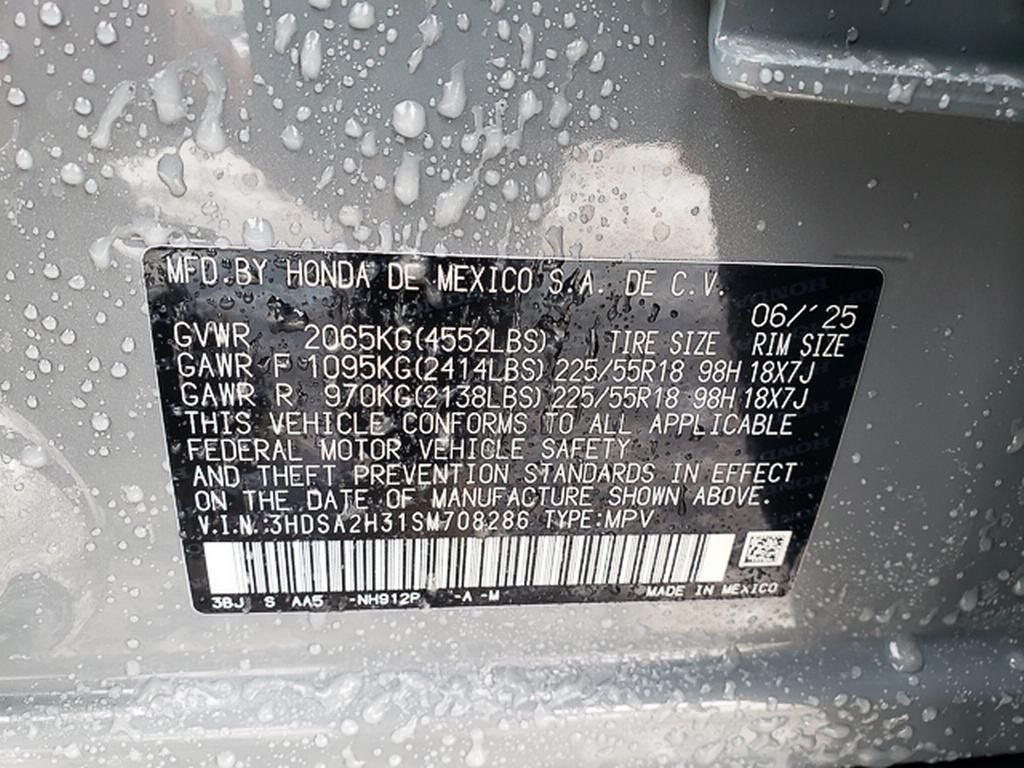 MFD.BY HONDA DE MEXICO S.A. DE C.V.
06/'25
GVWR 2065KG(4552LBS) TIRE SIZE RIM SIZE
GAWR F 1095KG(2414LBS) 225/55R18 98H 18X7J
GAWR R 970KG(2138LBS) 225/55R18 98H 18X7J
THIS VEHICLE CONFORMS TO ALL APPLICABLE
FEDERAL MOTOR VEHICLE SAFETY
AND THEFT PREVENTION STANDARDS IN EFFECT
ON THE DATE OF MANUFACTURE SHOWN ABOVE.
V.I.N.:3HDSA2H31SM708286 TYPE:MPV
3BJ S AA5 -NH912P -A -M MADE IN MEXICO